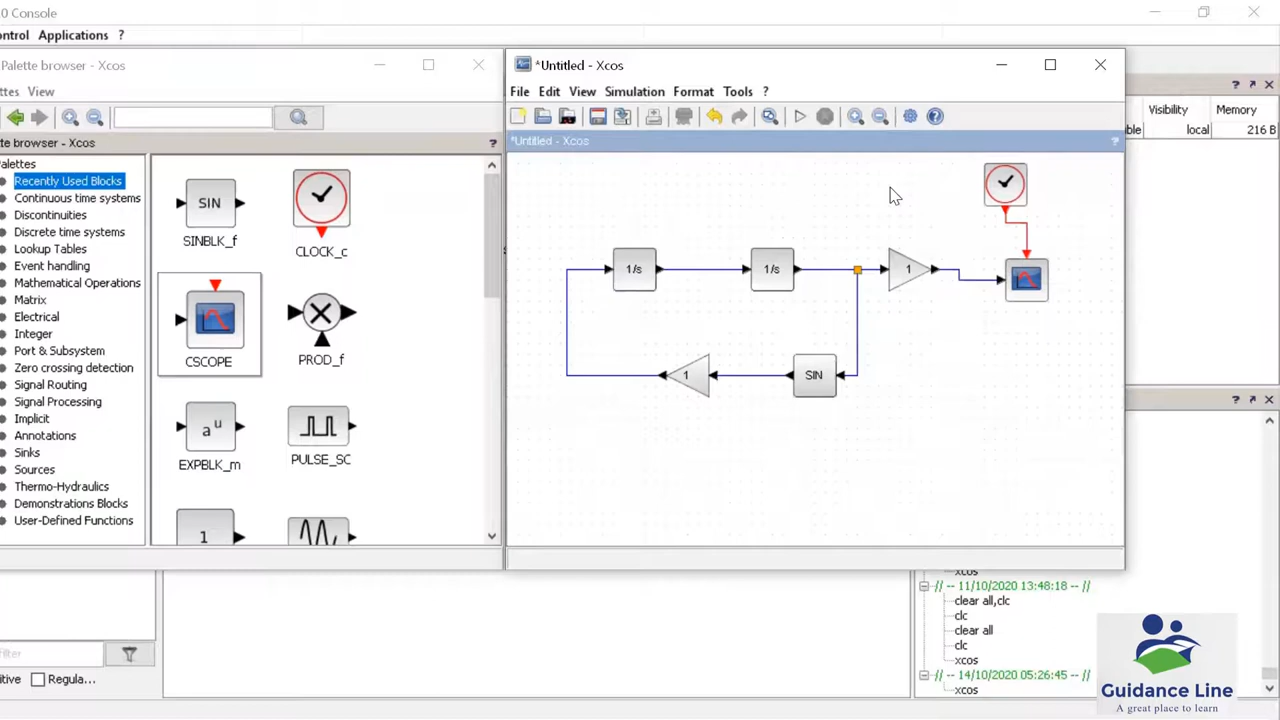 0 Console
ontrol Applications ?
Palette browser - Xcos
ttes View
te browser - Xcos ?
alettes
Recently Used Blocks
Continuous time systems
Discontinuities
Discrete time systems
Lookup Tables
Event handling
Mathematical Operations
Matrix
Electrical
Integer
Port & Subsystem
Zero crossing detection
Signal Routing
Signal Processing
Implicit
Annotations
Sinks
Sources
Thermo-Hydraulics
Demonstrations Blocks
User-Defined Functions
SIN
SINBLK_f
CLOCK_c
CSCOPE
PROD_f
a^u
EXPBLK_m
PULSE_SC
1
*Untitled - Xcos
File Edit View Simulation Format Tools ?
*Untitled - Xcos ?
1/s 1/s 1
1 SIN
?
Visibility Memory
ble local 216 B
?
xcos
// -- 11/10/2020 13:48:18 -- //
clear all,clc
clc
clear all
clc
xcos
// -- 14/10/2020 05:26:45 -- //
xcos
ilter
itive Regula...
Guidance Line
A great place to learn